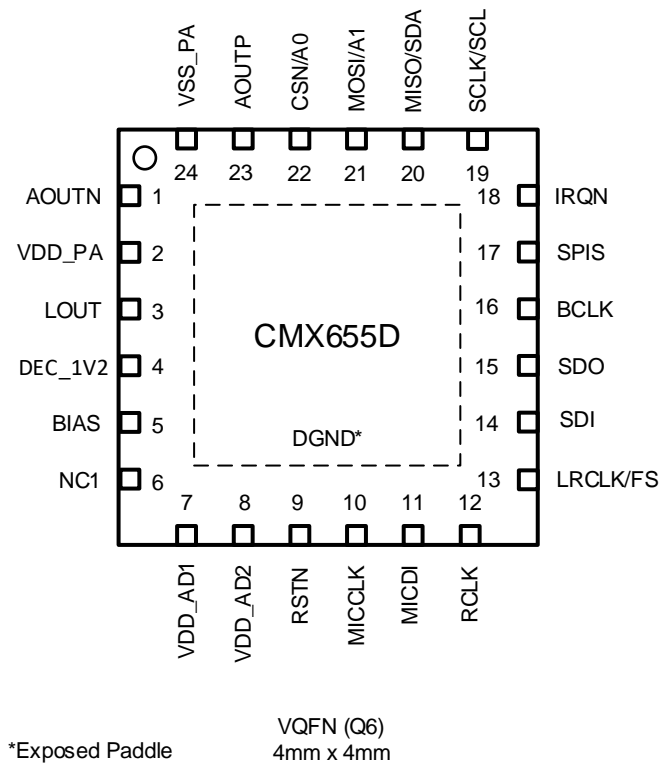 VSS_PA
AOUTP
CSN/A0
MOSI/A1
MISO/SDA
SCLK/SCL
24 23 22 21 20 19
AOUTN 1 18 IRQN
VDD_PA 2 17 SPIS
LOUT 3 16 BCLK
CMX655D
DEC_1V2 4 15 SDO
BIAS 5 14 SDI
DGND*
NC1 6 13 LRCLK/FS
7 8 9 10 11 12
VDD_AD1
VDD_AD2
RSTN
MICCLK
MICDI
RCLK
VQFN (Q6)
*Exposed Paddle 4mm x 4mm